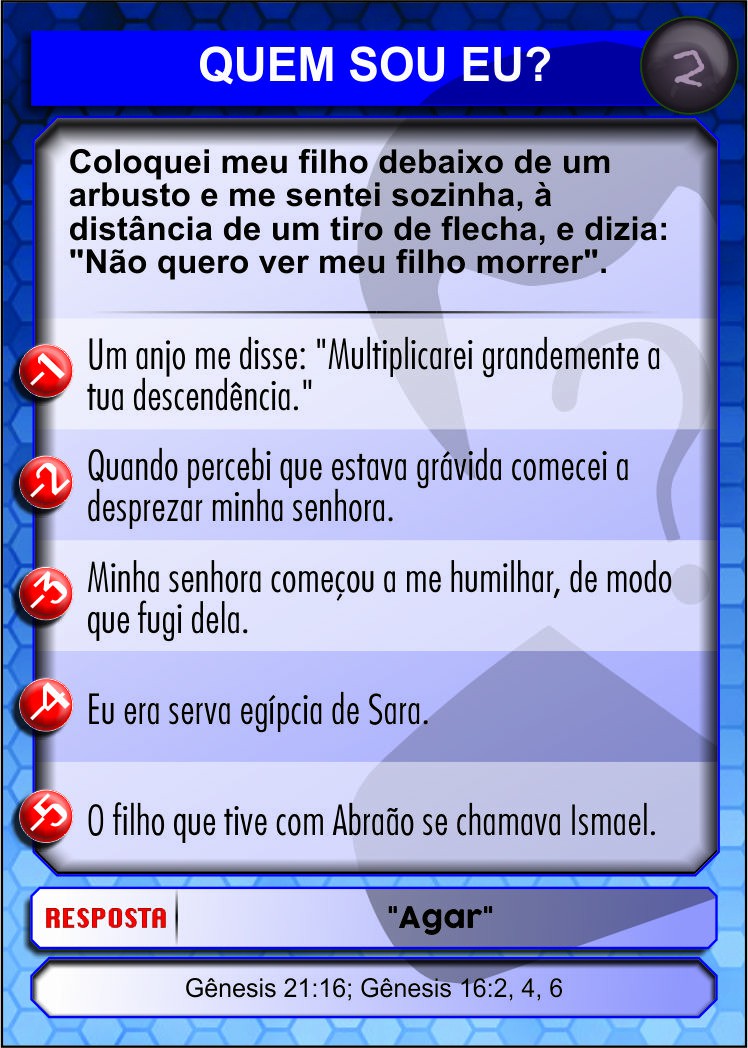 QUEM SOU EU?
2
Coloquei meu filho debaixo de um
arbusto e me sentei sozinha, à
distância de um tiro de flecha, e dizia:
"Não quero ver meu filho morrer".
1
Um anjo me disse: "Multiplicarei grandemente a
tua descendência."
2
Quando percebi que estava grávida comecei a
desprezar minha senhora.
3
Minha senhora começou a me humilhar, de modo
que fugi dela.
4
Eu era serva egípcia de Sara.
5
O filho que tive com Abraão se chamava Ismael.
RESPOSTA
"Agar"
Gênesis 21:16; Gênesis 16:2, 4, 6